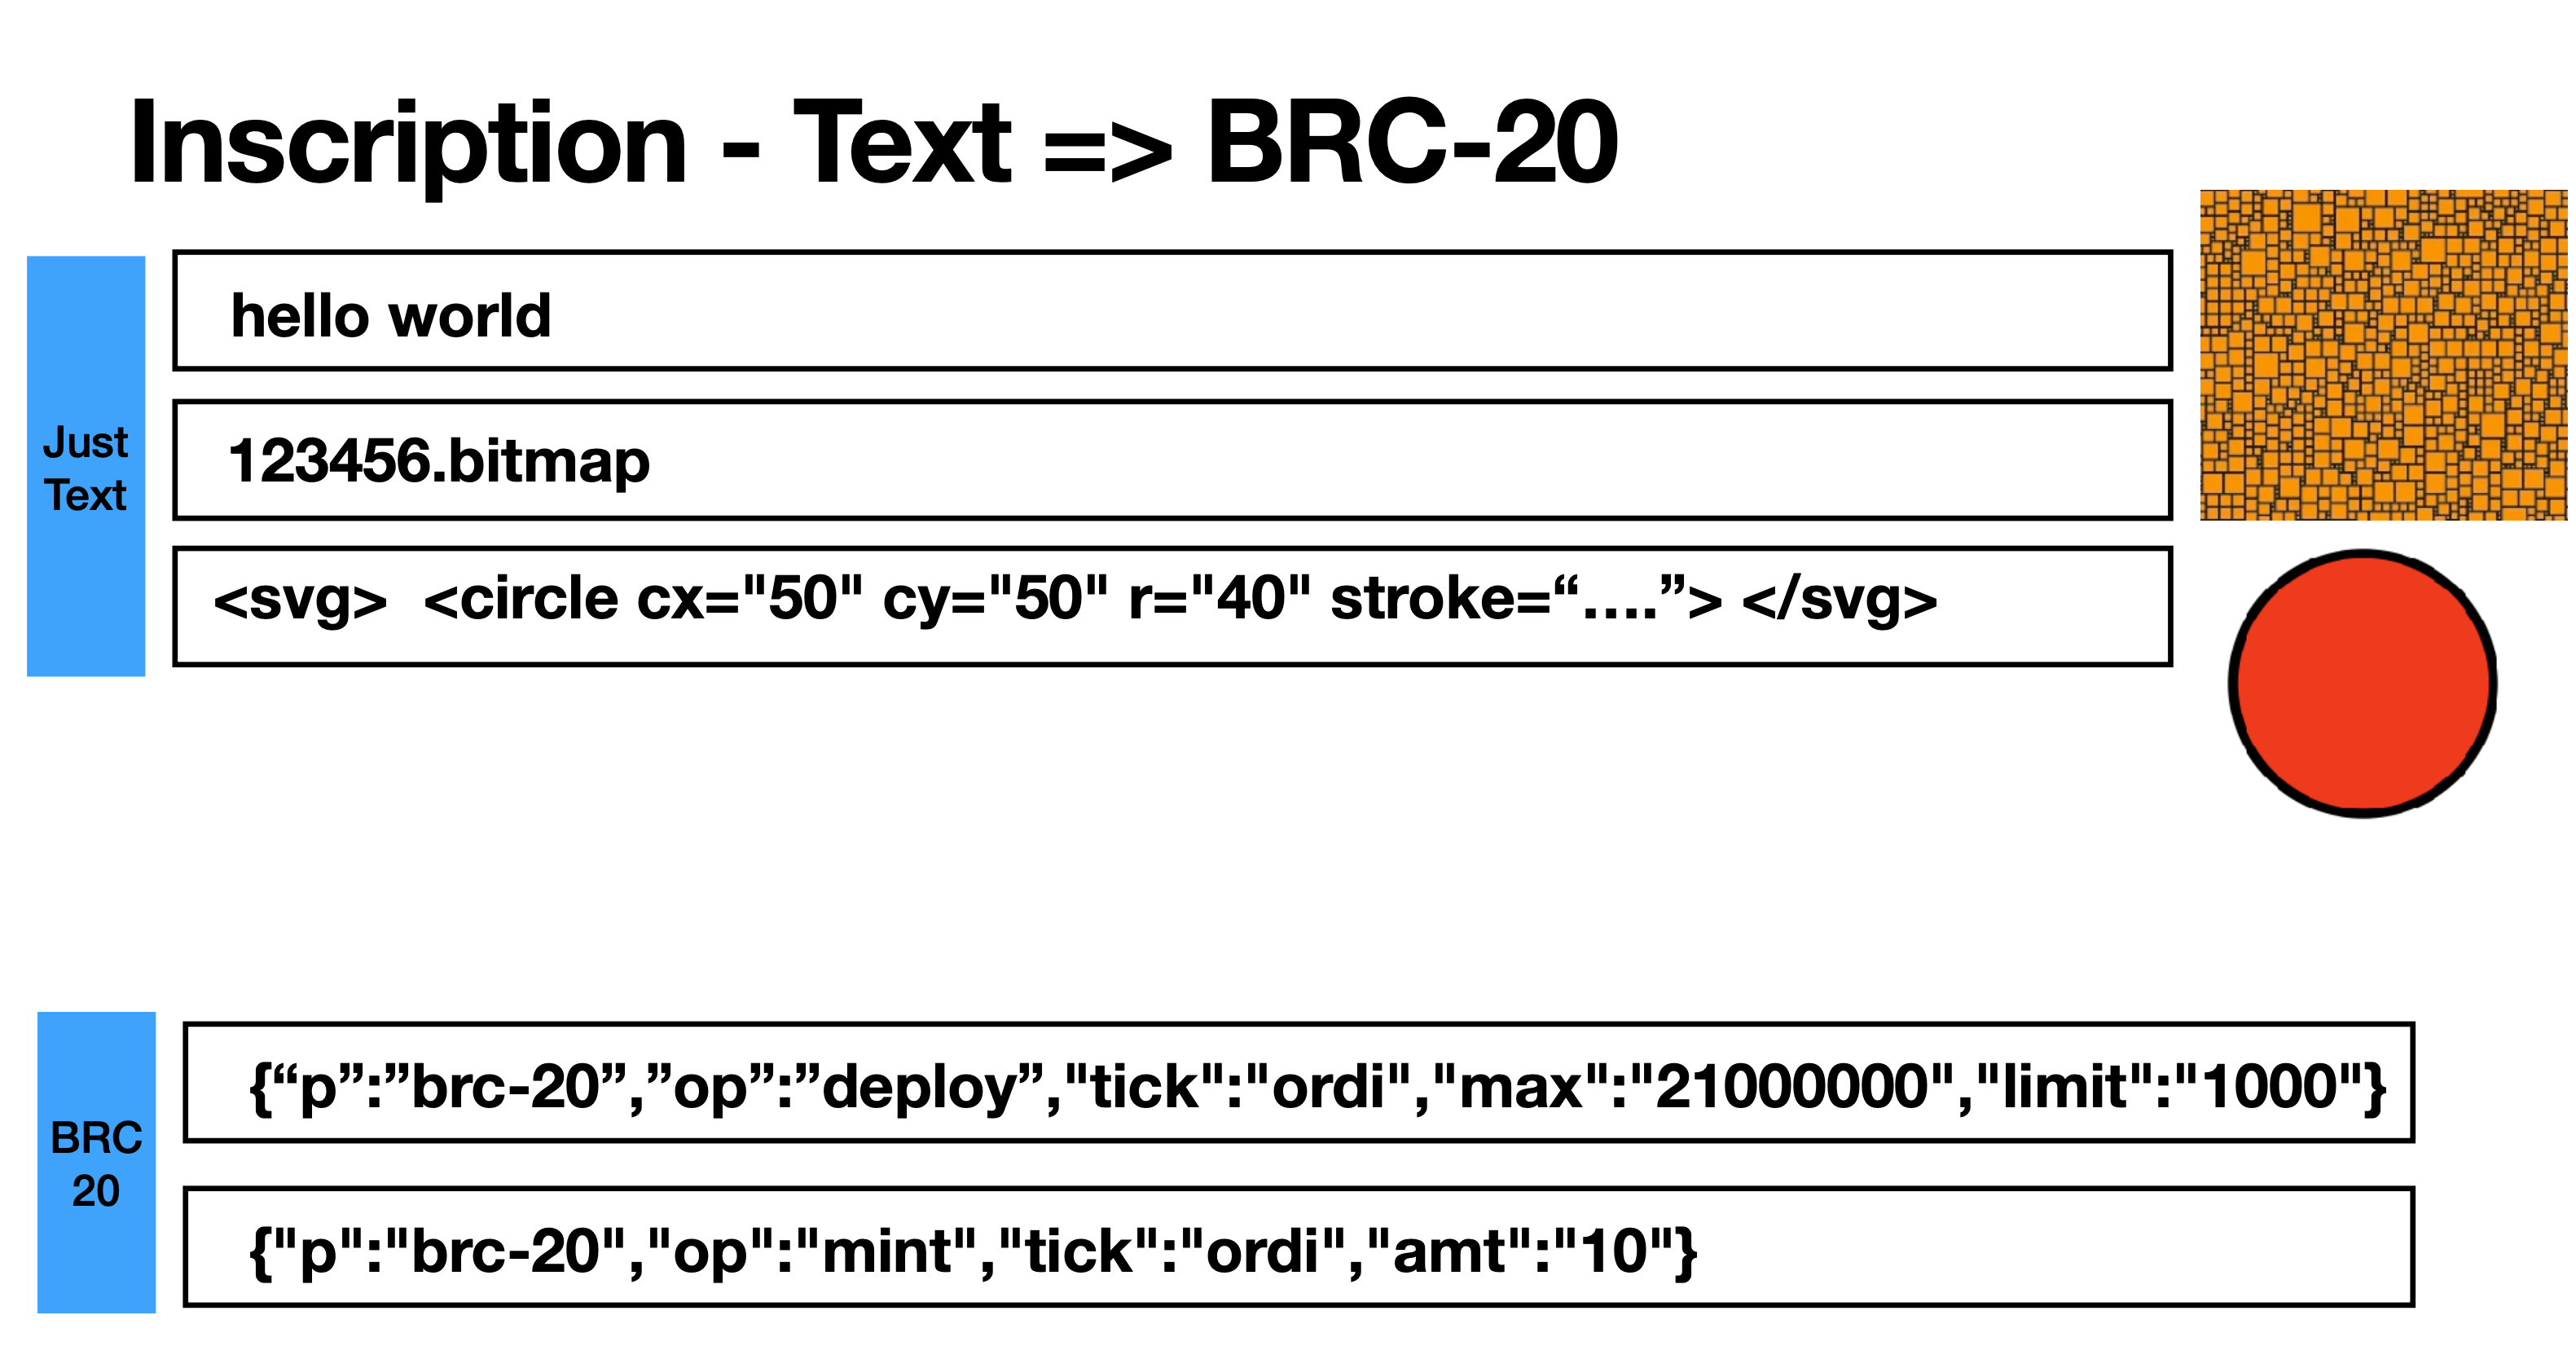 Inscription - Text => BRC-20
Just
Text
hello world
123456.bitmap
<svg>  <circle cx="50" cy="50" r="40" stroke=“....”> </svg>
BRC
20
{“p”:”brc-20”,”op”:”deploy”,"tick":"ordi","max":"21000000","limit":"1000"}
{"p":"brc-20","op":"mint","tick":"ordi","amt":"10"}